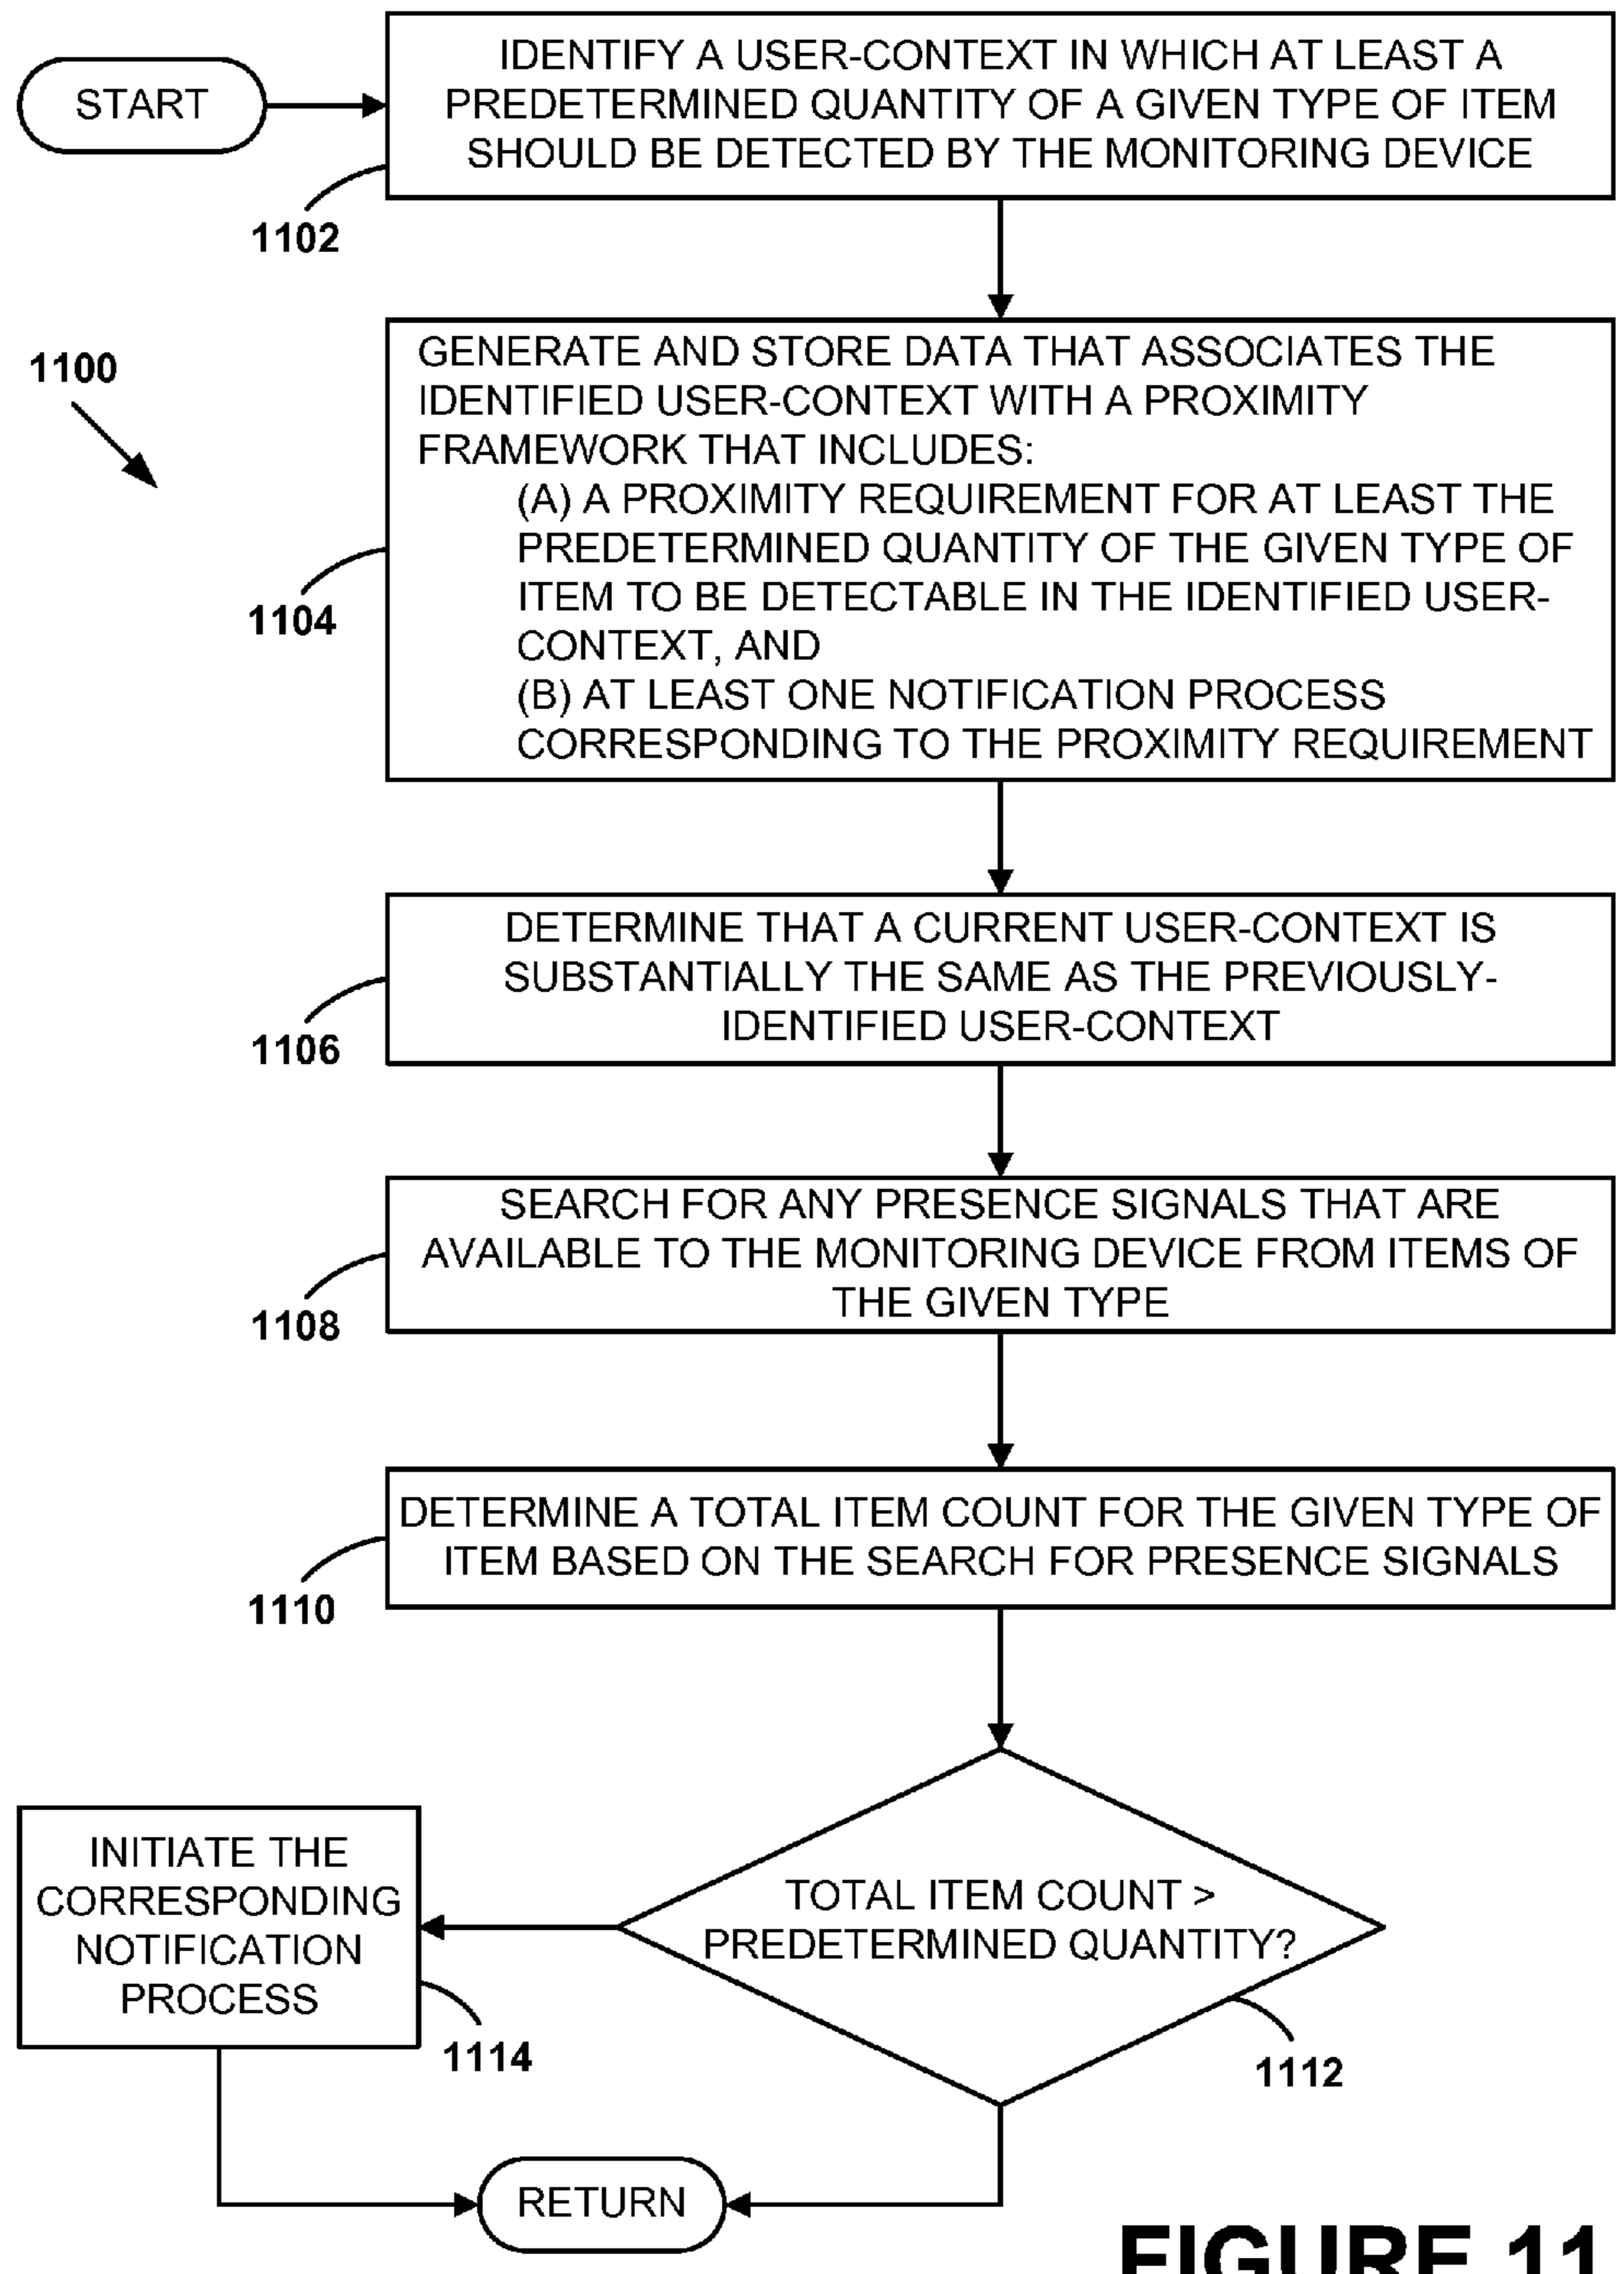 START
IDENTIFY A USER-CONTEXT IN WHICH AT LEAST A
PREDETERMINED QUANTITY OF A GIVEN TYPE OF ITEM
SHOULD BE DETECTED BY THE MONITORING DEVICE
1102
1100
GENERATE AND STORE DATA THAT ASSOCIATES THE
IDENTIFIED USER-CONTEXT WITH A PROXIMITY
FRAMEWORK THAT INCLUDES:
(A) A PROXIMITY REQUIREMENT FOR AT LEAST THE
PREDETERMINED QUANTITY OF THE GIVEN TYPE OF
ITEM TO BE DETECTABLE IN THE IDENTIFIED USER-
CONTEXT, AND
(B) AT LEAST ONE NOTIFICATION PROCESS
CORRESPONDING TO THE PROXIMITY REQUIREMENT
1104
DETERMINE THAT A CURRENT USER-CONTEXT IS
SUBSTANTIALLY THE SAME AS THE PREVIOUSLY-
IDENTIFIED USER-CONTEXT
1106
SEARCH FOR ANY PRESENCE SIGNALS THAT ARE
AVAILABLE TO THE MONITORING DEVICE FROM ITEMS OF
THE GIVEN TYPE
1108
DETERMINE A TOTAL ITEM COUNT FOR THE GIVEN TYPE OF
ITEM BASED ON THE SEARCH FOR PRESENCE SIGNALS
1110
TOTAL ITEM COUNT >
PREDETERMINED QUANTITY?
1112
INITIATE THE
CORRESPONDING
NOTIFICATION
PROCESS
1114
RETURN
FIGURE 11